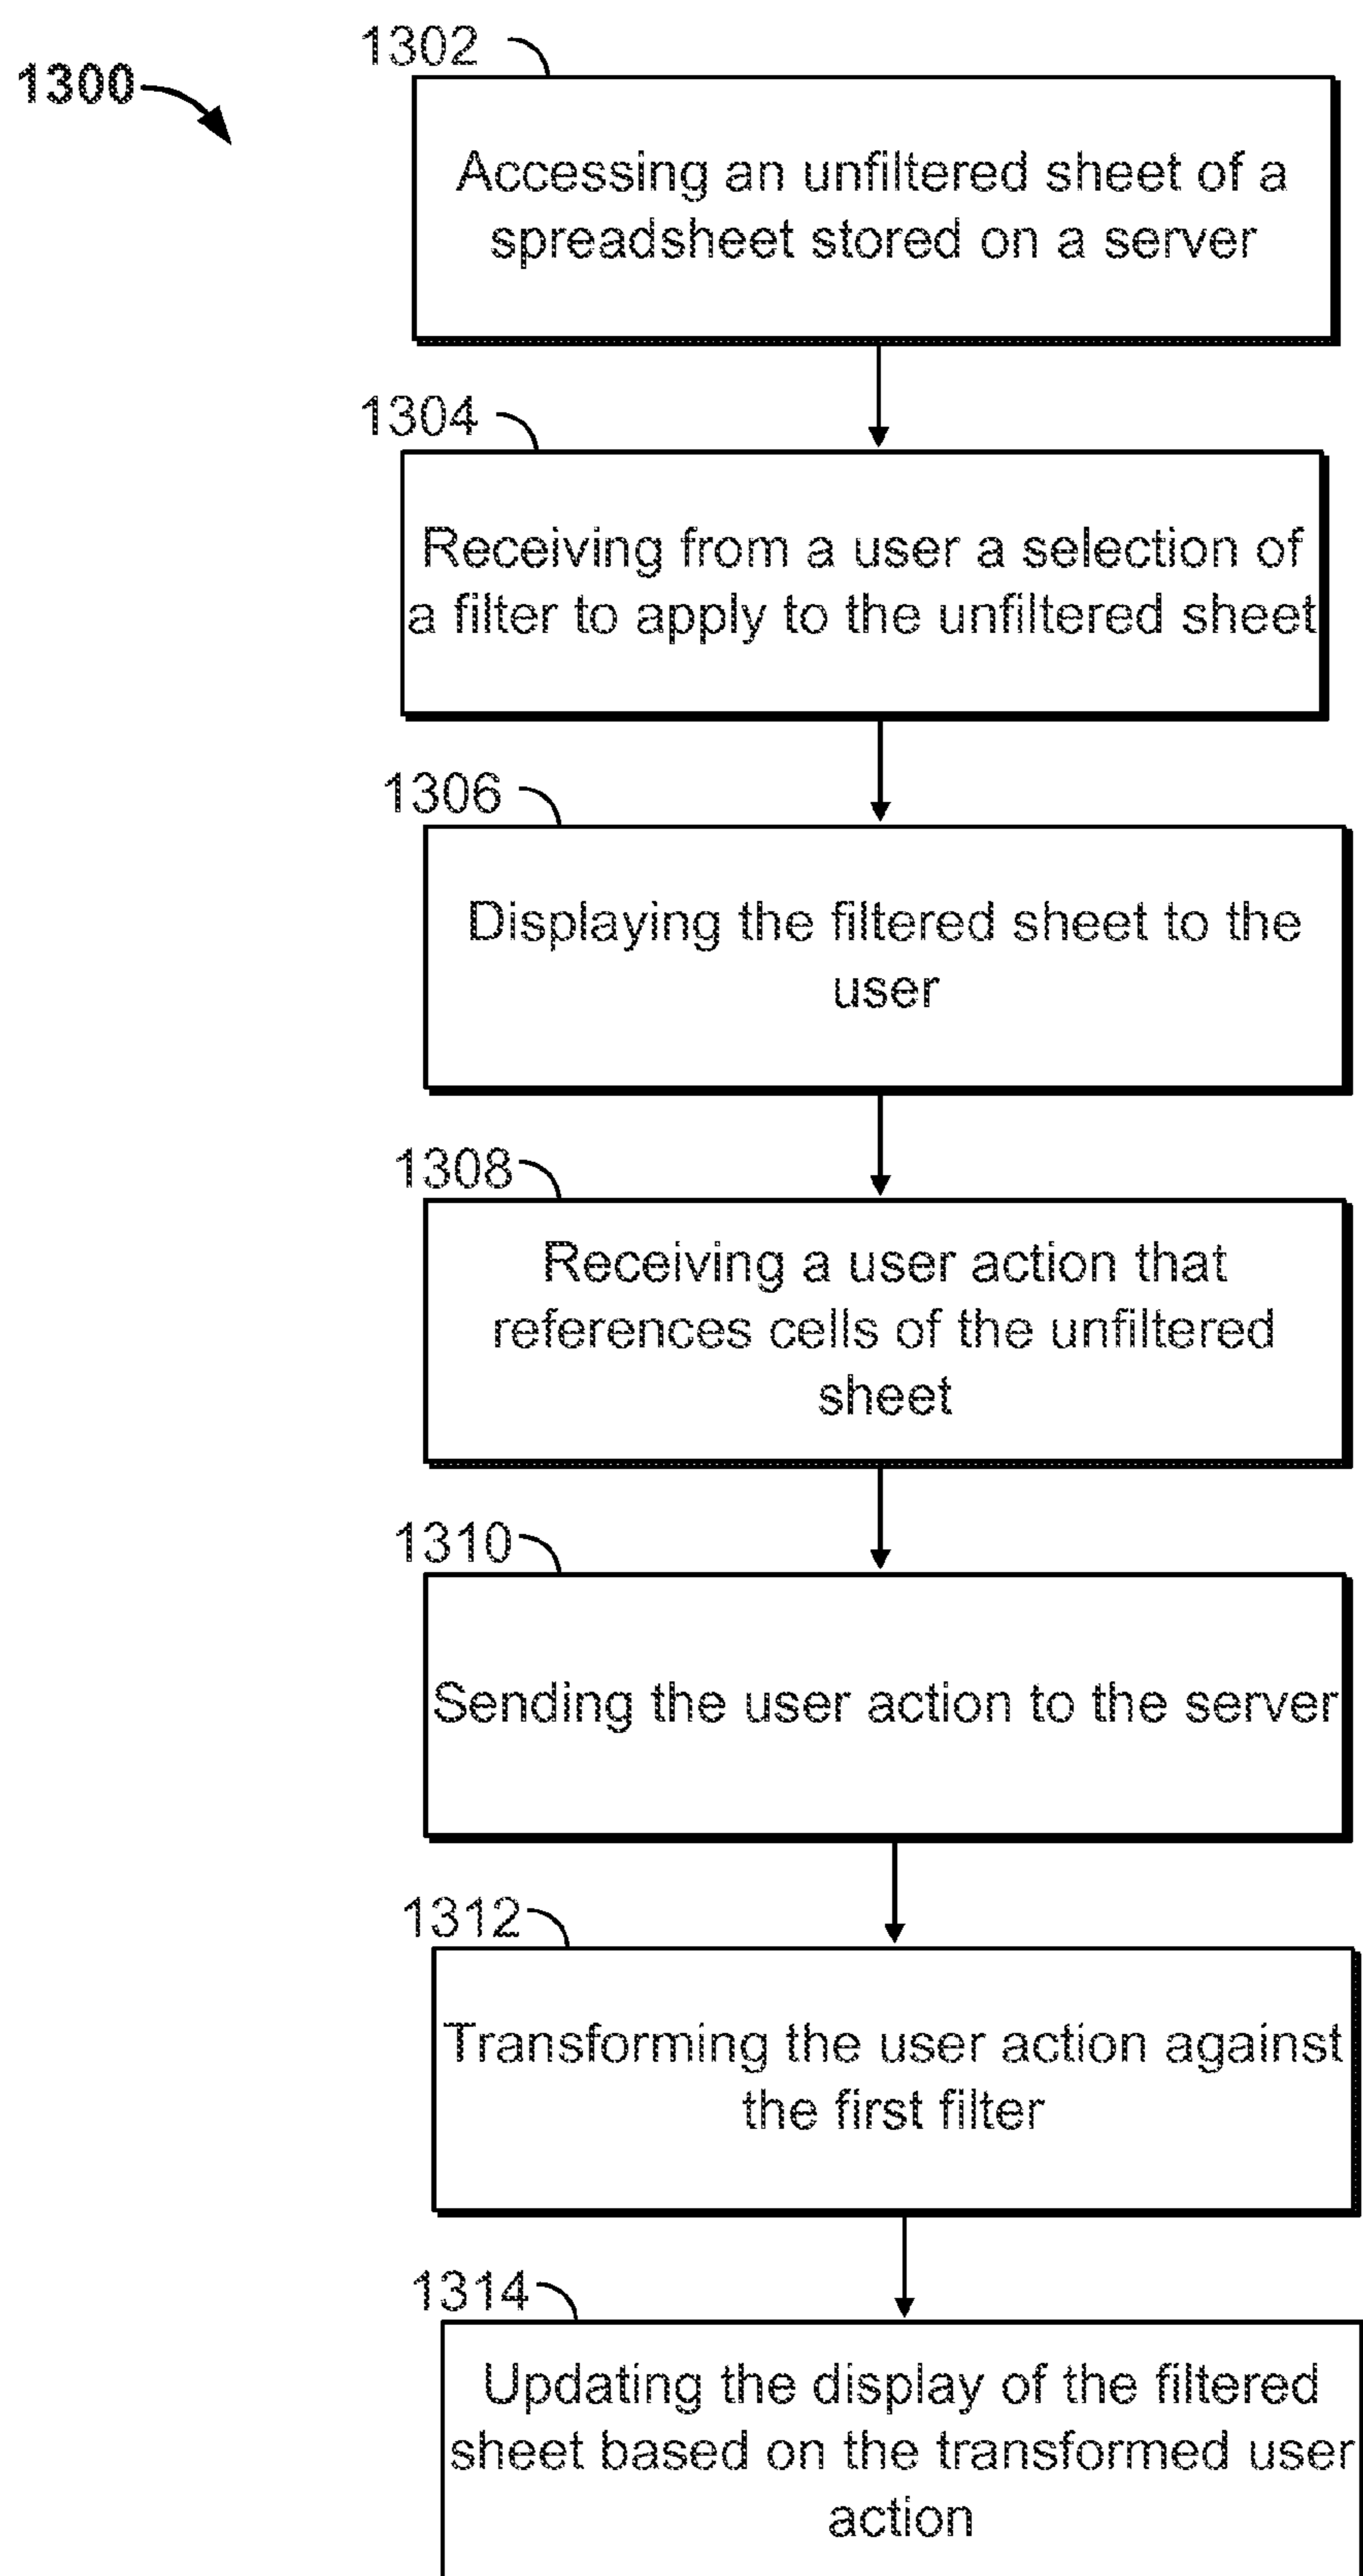 1300
1302
Accessing an unfiltered sheet of a
spreadsheet stored on a server
1304
Receiving from a user a selection of
a filter to apply to the unfiltered sheet
1306
Displaying the filtered sheet to the
user
1308
Receiving a user action that
references cells of the unfiltered
sheet
1310
Sending the user action to the server
1312
Transforming the user action against
the first filter
1314
Updating the display of the filtered
sheet based on the transformed user
action